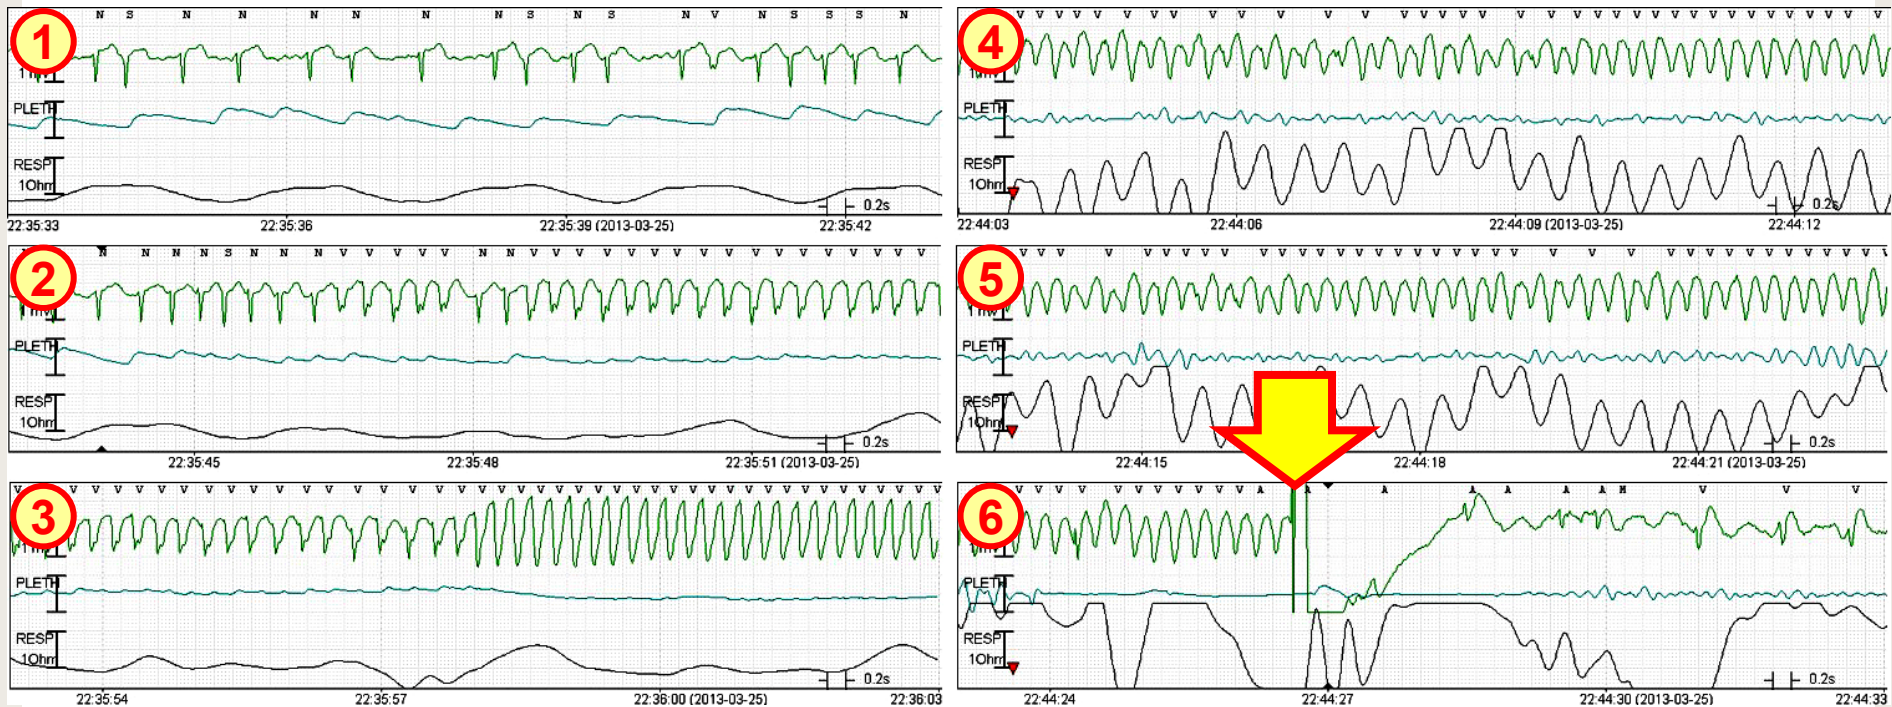 1
N S N N N N N N S N S N V N S S S N
PLETH
RESP
1Ohm
0.2s
22:35:33 22:35:36 22:35:39 (2013-03-25) 22:35:42
2
N N N N S N N N V V V V V N N V V V V V V V V V V V V V V V
PLETH
RESP
1Ohm
0.2s
22:35:45 22:35:48 22:35:51 (2013-03-25)
3
PLETH
RESP
1Ohm
0.2s
22:35:54 22:35:57 22:36:00 (2013-03-25) 22:36:03
4
PLETH
RESP
1Ohm
0.2s
22:44:03 22:44:06 22:44:09 (2013-03-25) 22:44:12
5
PLETH
RESP
1Ohm
0.2s
22:44:15 22:44:18 22:44:21 (2013-03-25)
6
V V V V V V V V V V V A A A A A A A M V V V
PLETH
RESP
1Ohm
0.2s
22:44:24 22:44:27 22:44:30 (2013-03-25) 22:44:33